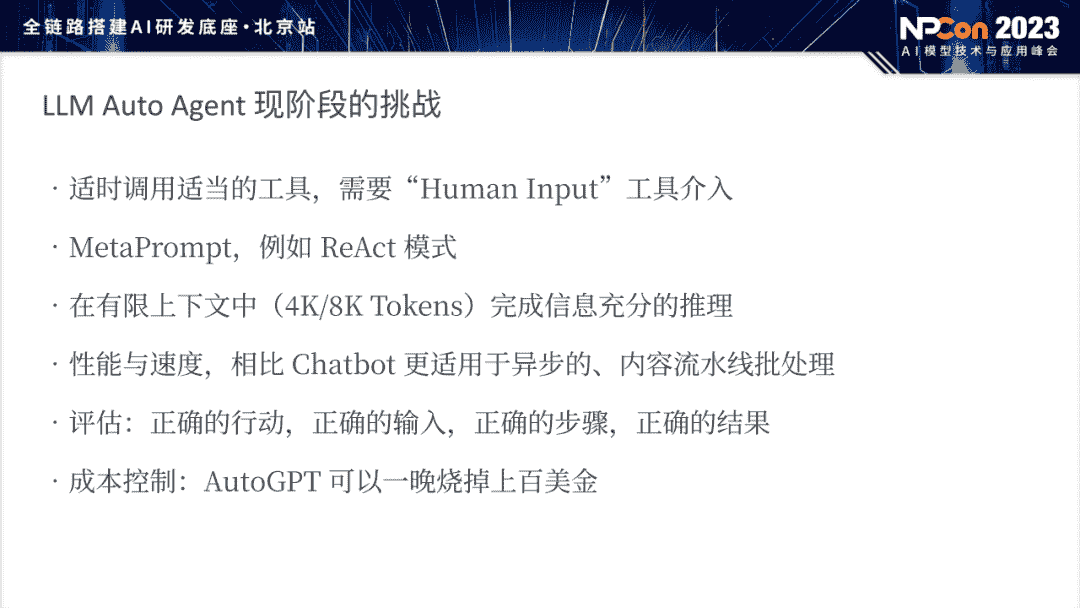 全链路搭建AI研发底座·北京站
NPCon 2023
AI模型技术与应用峰会
LLM Auto Agent 现阶段的挑战
· 适时调用适当的工具，需要“Human Input”工具介入
· MetaPrompt，例如 ReAct 模式
· 在有限上下文中（4K/8K Tokens）完成信息充分的推理
· 性能与速度，相比 Chatbot 更适用于异步的、内容流水线批处理
· 评估：正确的行动，正确的输入，正确的步骤，正确的结果
· 成本控制：AutoGPT 可以一晚烧掉上百美金